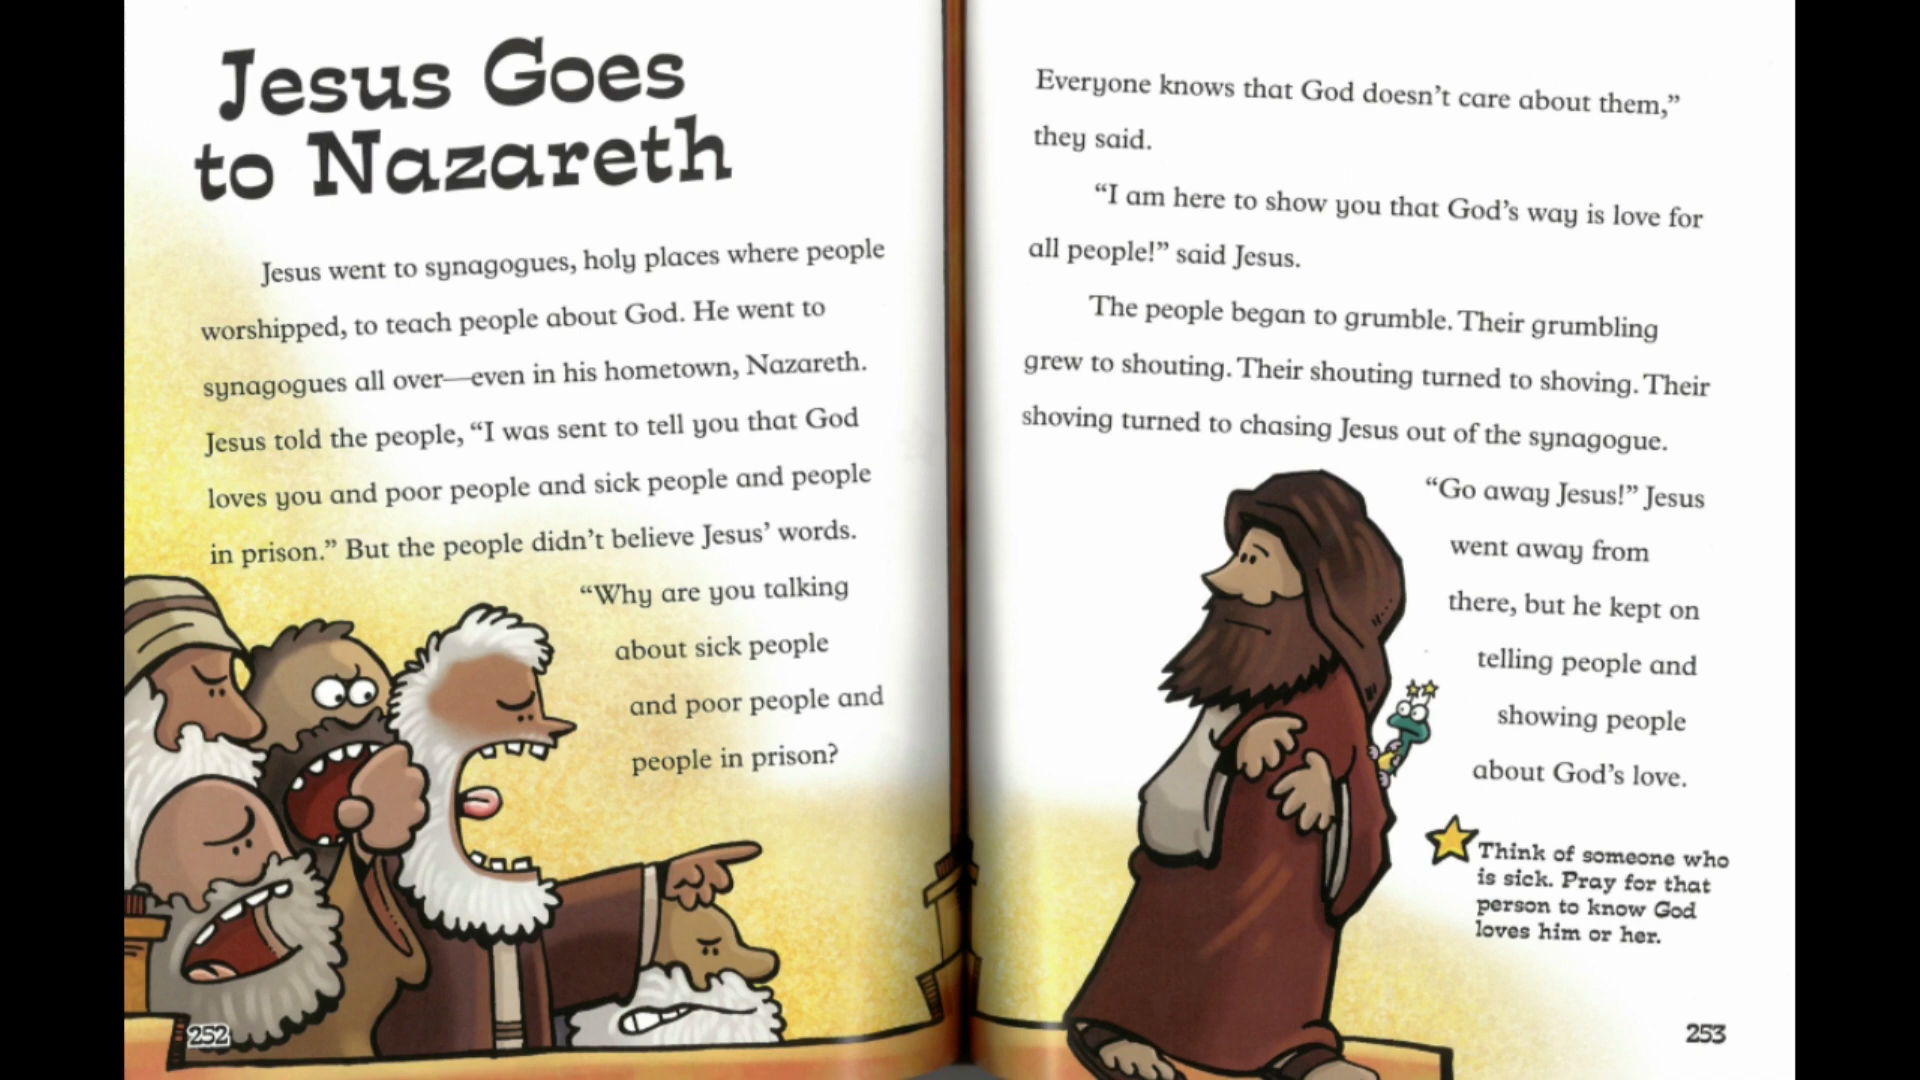 Jesus Goes
to Nazareth
Jesus went to synagogues, holy places where people
worshipped, to teach people about God. He went to
synagogues all over—even in his hometown, Nazareth.
Jesus told the people, “I was sent to tell you that God
loves you and poor people and sick people and people
in prison.” But the people didn’t believe Jesus’ words.
“Why are you talking
about sick people
and poor people and
people in prison?
252
Everyone knows that God doesn’t care about them,”
they said.
“I am here to show you that God’s way is love for
all people!” said Jesus.
The people began to grumble. Their grumbling
grew to shouting. Their shouting turned to shoving. Their
shoving turned to chasing Jesus out of the synagogue.
“Go away Jesus!” Jesus
went away from
there, but he kept on
telling people and
showing people
about God’s love.
Think of someone who
is sick. Pray for that
person to know God
loves him or her.
253